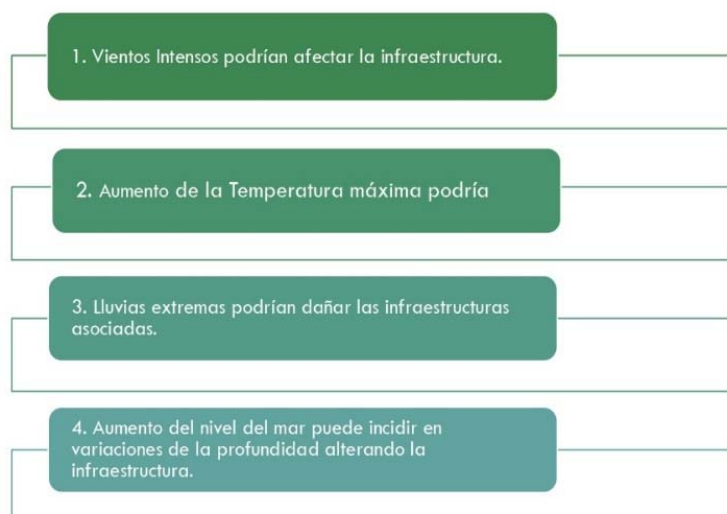 1. Vientos Intensos podrían afectar la infraestructura.
2. Aumento de la Temperatura máxima podría
3. Lluvias extremas podrían dañar las infraestructuras
asociadas.
4. Aumento del nivel del mar puede incidir en
variaciones de la profundidad alterando la
infraestructura.